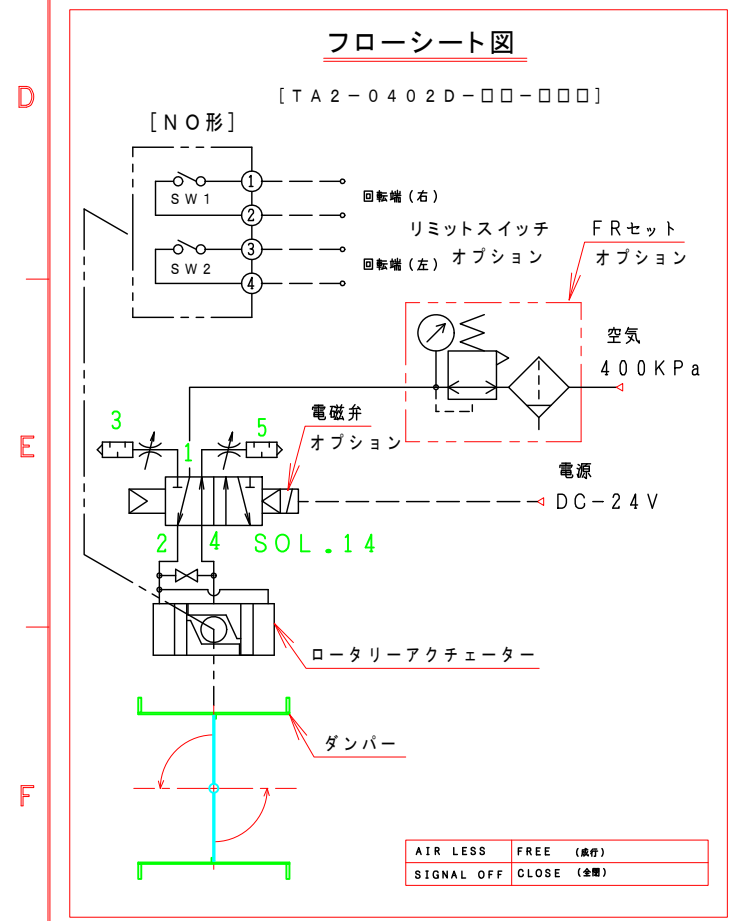 フローシート図
D
[TA2-0402D-□□-□□□]
[NO形]
1
SW1
2
回転端(右)
3
SW2
4
回転端(左)
リミットスイッチ
オプション
FRセット
オプション
空気
400KPa
電磁弁
オプション
3
1
5
E
電源
DC-24V
2
4
SOL.14
ロータリーアクチェーター
ダンパー
F
AIR LESS FREE (成行)
SIGNAL OFF CLOSE (全閉)